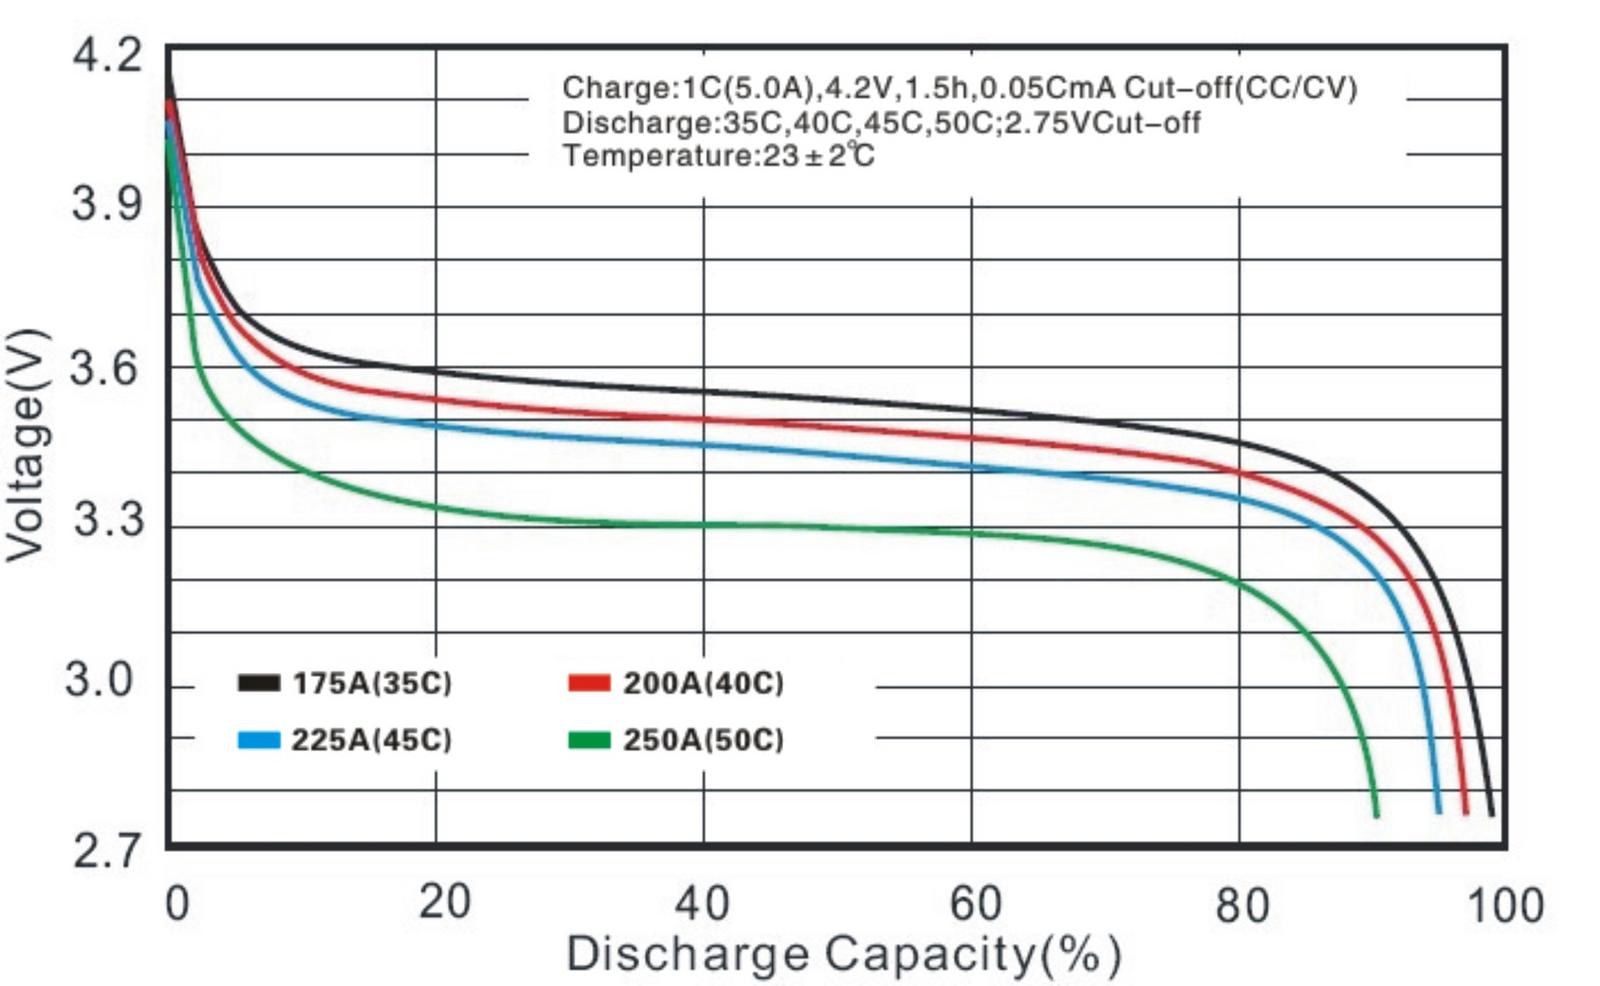 4.2
Charge:1C(5.0A),4.2V,1.5h,0.05CmA Cut-off(CC/CV)
Discharge:35C,40C,45C,50C;2.75VCut-off
Temperature:23±2℃
3.9
3.6
3.3
3.0
2.7
Voltage(V)
175A(35C) 200A(40C)
225A(45C) 250A(50C)
0 20 40 60 80 100
Discharge Capacity(%)